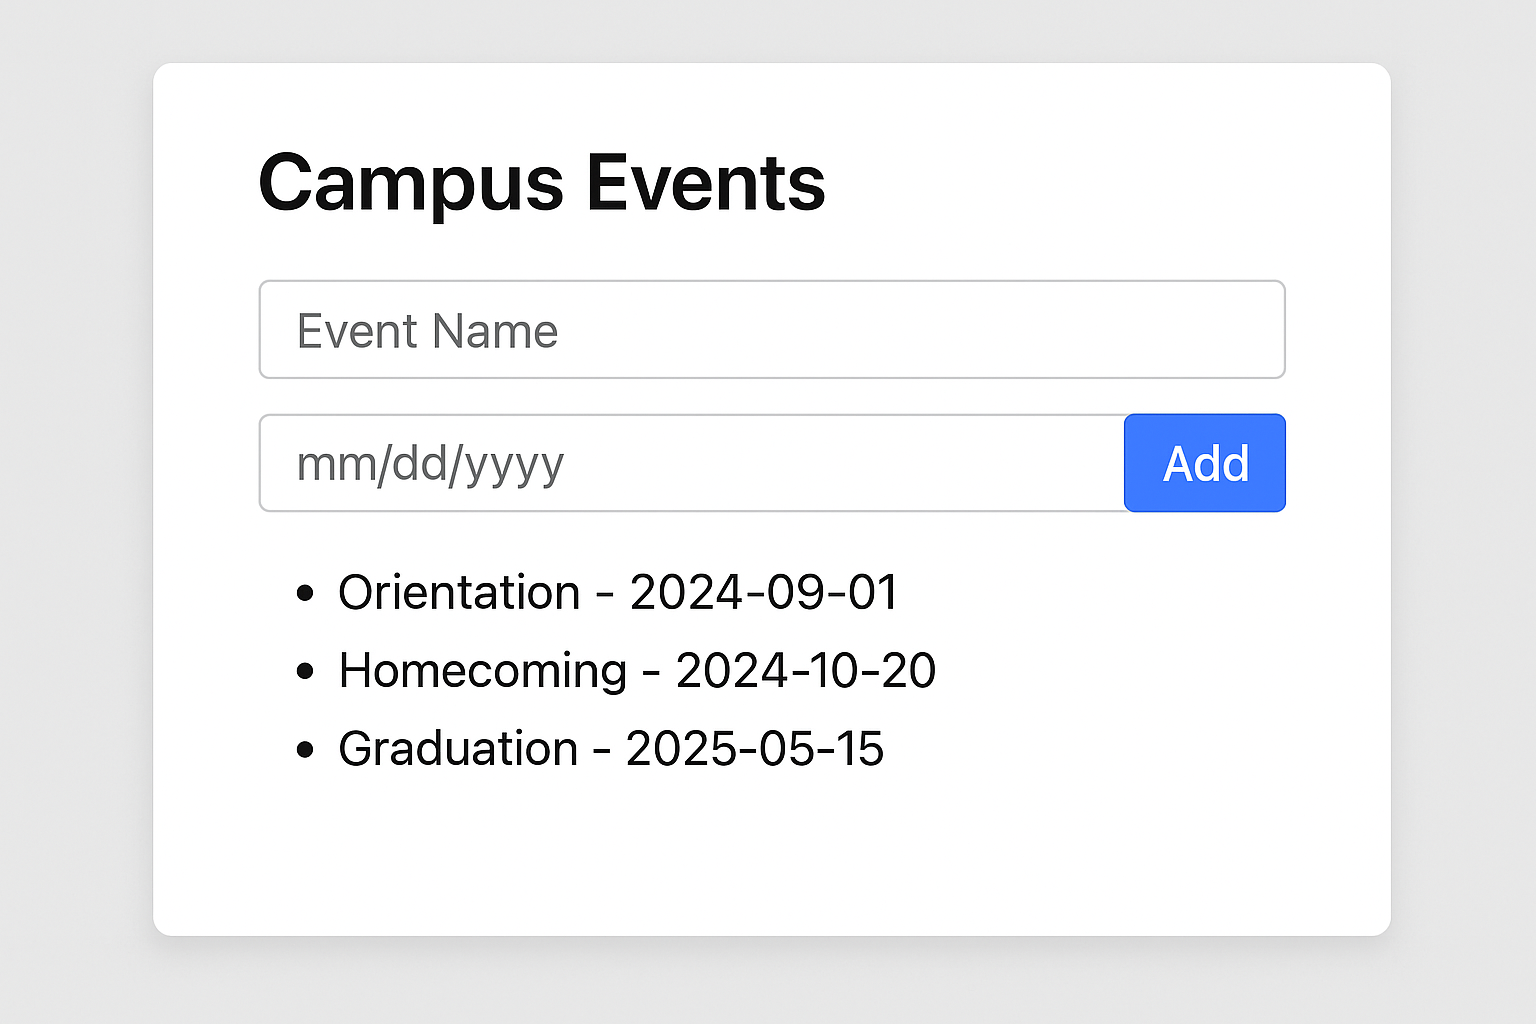 Campus Events
Event Name
mm/dd/yyyy
Add
• Orientation - 2024-09-01
• Homecoming - 2024-10-20
• Graduation - 2025-05-15